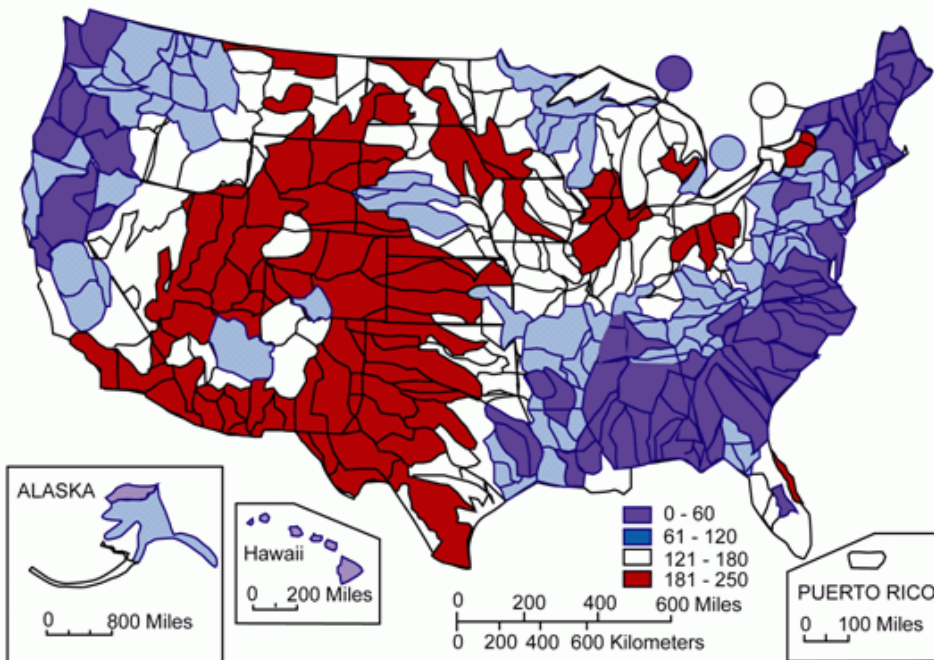 ALASKA
0 800 Miles
Hawaii
0 200 Miles
0 - 60
61 - 120
121 - 180
181 - 250
0 200 400 600 Miles
0 200 400 600 Kilometers
PUERTO RICO
0 100 Miles